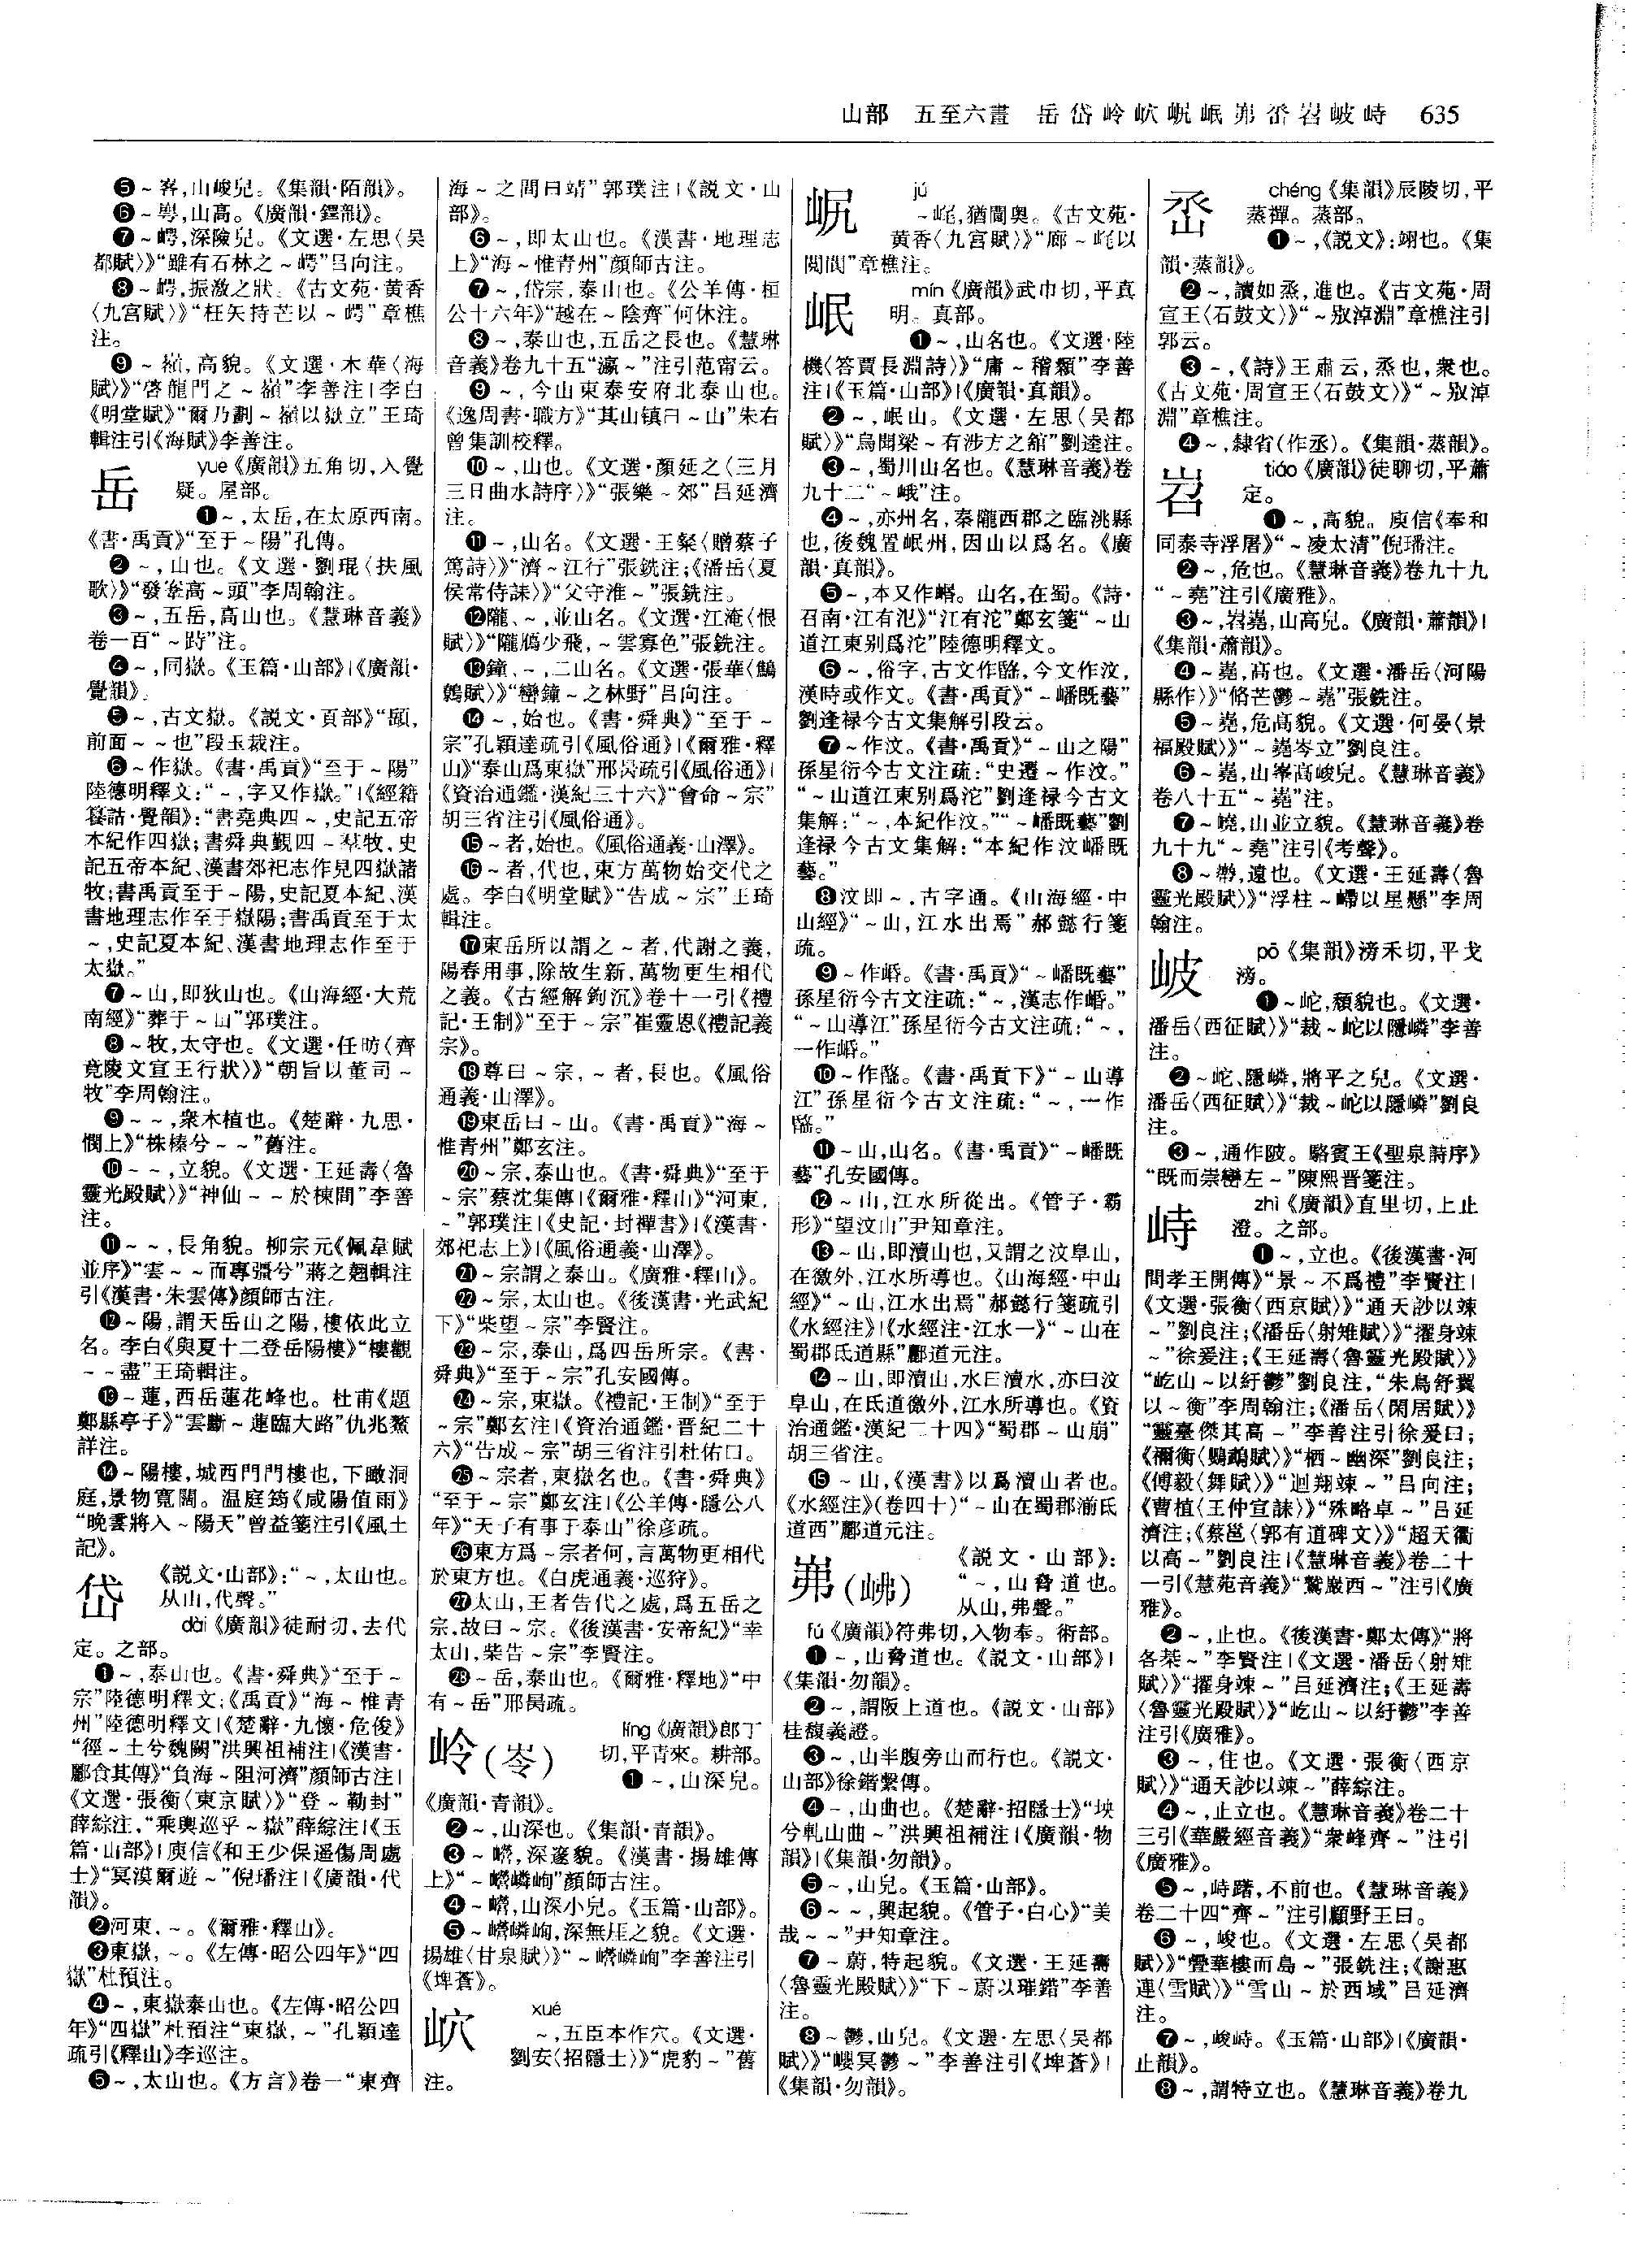 山部　五至六畫　岳岱岭岤岲岷岪峜岧岥峙　635
❺～峉,山峻皃。《集韻·陌韻》。
❻～㟧,山高。《廣韻·鐸韻》。
❼～崿,深險皃。《文選·左思〈吳
都賦〉》“雖有石林之～崿”呂向注。
❽～崿,振激之狀。《古文苑·黄香
〈九宮賦〉》“枉矢持芒以～崿”章樵
注。
❾～嶺,高貌。《文選·木華〈海
賦〉》“啓龍門之～嶺”李善注|李白
《明堂賦》“爾乃劃～嶺以嶽立”王琦
輯注引《海賦》李善注。
岳　yuè《廣韻》五角切,入覺
疑。屋部。
❶～,太岳,在太原西南。
《書·禹貢》“至于～陽”孔傳。
❷～,山也。《文選·劉琨〈扶風
歌〉》“發崟高～頭”李周翰注。
❸～,五岳,高山也。《慧琳音義》
卷一百“～跱”注。
❹～,同嶽。《玉篇·山部》|《廣韻·
覺韻》。
❺～,古文嶽。《說文·頁部》“頵,
前面～～也”段玉裁注。
❻～作嶽。《書·禹貢》“至于～陽”
陸德明釋文:“～,字又作嶽。”|《經籍
籑詁·覺韻》:“書堯典四～,史記五帝
本紀作四嶽;書舜典覲四～羣牧、史
記五帝本紀、漢書郊祀志作見四嶽諸
牧;書禹貢至于～陽,史記夏本紀、漢
書地理志作至于嶽陽;書禹貢至于太
～,史記夏本紀、漢書地理志作至于
太嶽。”
❼～山,即狄山也。《山海經·大荒
南經》“葬于～山”郭璞注。
❽～牧,太守也。《文選·任昉〈齊
竟陵文宣王行狀〉》“朝旨以董司～
牧”李周翰注。
❾～～,衆木植也。《楚辭·九思·
憫上》“株榛兮～～”舊注。
❿～～,立貌。《文選·王延壽〈魯
靈光殿賦〉》“神仙～～於棟間”李善
注。
⓫～～,長角貌。柳宗元《佩韋賦
並序》“雲～～而專彊兮”蔣之翹輯注
引《漢書·朱雲傳》顏師古注。
⓬～陽,謂天岳山之陽,樓依此立
名。李白《與夏十二登岳陽樓》“樓觀
～～盡”王琦輯注。
⓭～蓮,西岳蓮花峰也。杜甫《題
鄭縣亭子》“雲斷～蓮臨大路”仇兆鰲
詳注。
⓮～陽樓,城西門門樓也,下瞰洞
庭,景物寬闊。温庭筠《咸陽值雨》
“晚雲將入～陽天”曾益箋注引《風土
記》。
岱　《說文·山部》:“～,太山也。
从山,代聲。”
dài《廣韻》徒耐切,去代
定。之部。
❶～,泰山也。《書·舜典》“至于～
宗”陸德明釋文;《禹貢》“海～惟青
州”陸德明釋文|《楚辭·九懷·危俊》
“徑～土兮魏闕”洪興祖補注|《漢書·
酈食其傳》“負海～阻河濟”顏師古注|
《文選·張衡〈東京賦〉》“登～勒封”
薛綜注,“乘輿巡乎～嶽”薛綜注|《玉
篇·山部》|庾信《和王少保遥傷周處
士》“冥漠爾遊～”倪璠注|《廣韻·代
韻》。
❷河東,～。《爾雅·釋山》。
❸東嶽,～。《左傳·昭公四年》“四
嶽”杜預注。
❹～,東嶽泰山也。《左傳·昭公四
年》“四嶽”杜預注“東嶽,～”孔穎達
疏引《釋山》李巡注。
❺～,太山也。《方言》卷一“東齊
海～之間曰靖”郭璞注|《說文·山
部》。
❻～,即太山也。《漢書·地理志
上》“海～惟青州”顏師古注。
❼～,岱宗,泰山也。《公羊傳·桓
公十六年》“越在～陰齊”何休注。
❽～,泰山也,五岳之長也。《慧琳
音義》卷九十五“瀛～”注引范甯云。
❾～,今山東泰安府北泰山也。
《逸周書·職方》“其山镇曰～山”朱右
曾集訓校釋。
❿～,山也。《文選·顏延之〈三月
三日曲水詩序〉》“張樂～郊”呂延濟
注。
⓫～,山名。《文選·王粲〈贈蔡子
篤詩〉》“濟～江行”張銑注;《潘岳〈夏
侯常侍誄〉》“父守淮～”張銑注。
⓬隴、～,並山名。《文選·江淹〈恨
賦〉》“隴鴈少飛,～雲寡色”張銑注。
⓭鐘、～,二山名。《文選·張華〈鷦
鷯賦〉》“戀鐘～之林野”呂向注。
⓮～,始也。《書·舜典》“至于～
宗”孔穎達疏引《風俗通》|《爾雅·釋
山》“泰山爲東嶽”邢昺疏引《風俗通》|
《資治通鑑·漢紀三十六》“會命～宗”
胡三省注引《風俗通》。
⓯～者,始也。《風俗通義·山澤》。
⓰～者,代也,東方萬物始交代之
處。李白《明堂賦》“告成～宗”王琦
輯注。
⓱東岳所以謂之～者,代謝之義,
陽春用事,除故生新,萬物更生相代
之義。《古經解鉤沉》卷十一引《禮
記·王制》“至于～宗”崔靈恩《禮記義
宗》。
⓲尊曰～宗,～者,長也。《風俗
通義·山澤》。
⓳東岳曰～山。《書·禹貢》“海～
惟青州”鄭玄注。
⓴～宗,泰山也。《書·舜典》“至于
～宗”蔡沈集傳|《爾雅·釋山》“河東,
～”郭璞注|《史記·封禪書》|《漢書·
郊祀志上》|《風俗通義·山澤》。
㉑～宗謂之泰山。《廣雅·釋山》。
㉒～宗,太山也。《後漢書·光武紀
下》“柴望～宗”李賢注。
㉓～宗,泰山,爲四岳所宗。《書·
舜典》“至于～宗”孔安國傳。
㉔～宗,東嶽。《禮記·王制》“至于
～宗”鄭玄注|《資治通鑑·晉紀二十
六》“告成～宗”胡三省注引杜佑曰。
㉕～宗者,東嶽名也。《書·舜典》
“至于～宗”鄭玄注|《公羊傳·隱公八
年》“天子有事于泰山”徐彥疏。
㉖東方爲～宗者何,言萬物更相代
於東方也。《白虎通義·巡狩》。
㉗太山,王者告代之處,爲五岳之
宗,故曰～宗。《後漢書·安帝紀》“幸
太山,柴告～宗”李賢注。
㉘～岳,泰山也。《爾雅·釋地》“中
有～岳”邢昺疏。
岭(岺)　líng《廣韻》郎丁
切,平青來。耕部。
❶～,山深皃。
《廣韻·青韻》。
❷～,山深也。《集韻·青韻》。
❸～巆,深邃貌。《漢書·揚雄傳
上》“～巆嶙峋”顏師古注。
❹～巆,山深小皃。《玉篇·山部》。
❺～巆嶙峋,深無厓之貌。《文選·
揚雄〈甘泉賦〉》“～巆嶙峋”李善注引
《埤蒼》。
岤　xué
～,五臣本作穴。《文選·
劉安〈招隱士〉》“虎豹～”舊
注。
岲　jú
～㟎,猶閫奧。《古文苑·
黄香〈九宮賦〉》“廓～㟎以
閌閬”章樵注。
岷　mín《廣韻》武巾切,平真
明。真部。
❶～,山名也。《文選·陸
機〈答賈長淵詩〉》“庸～稽顙”李善
注|《玉篇·山部》|《廣韻·真韻》。
❷～,岷山。《文選·左思〈吳都
賦〉》“烏聞梁～有涉方之舘”劉逵注。
❸～,蜀川山名也。《慧琳音義》卷
九十二“～峨”注。
❹～,亦州名,秦隴西郡之臨洮縣
也,後魏置岷州,因山以爲名。《廣
韻·真韻》。
❺～,本又作㟭。山名,在蜀。《詩·
召南·江有汜》“江有沱”鄭玄箋“～山
道江東别爲沱”陸德明釋文。
❻～,俗字,古文作𨺭,今文作汶,
漢時或作文。《書·禹貢》“～嶓既藝”
劉逢禄今古文集解引段云。
❼～作汶。《書·禹貢》“～山之陽”
孫星衍今古文注疏:“史遷～作汶。”
“～山道江東别爲沱”劉逢禄今古文
集解:“～,本紀作汶。”“～嶓既藝”劉
逢禄今古文集解:“本紀作汶嶓既
藝。”
❽汶即～,古字通。《山海經·中
山經》“～山,江水出焉”郝懿行箋
疏。
❾～作㟭。《書·禹貢》“～嶓既藝”
孫星衍今古文注疏:“～,漢志作㟭。”
“～山導江”孫星衍今古文注疏:“～,
一作㟭。”
❿～作𨺭。《書·禹貢下》“～山導
江”孫星衍今古文注疏:“～,一作
𨺭。”
⓫～山,山名。《書·禹貢》“～嶓既
藝”孔安國傳。
⓬～山,江水所從出。《管子·霸
形》“望汶山”尹知章注。
⓭～山,即瀆山也,又謂之汶阜山,
在徼外,江水所導也。《山海經·中山
經》“～山,江水出焉”郝懿行箋疏引
《水經注》|《水經注·江水一》“～山在
蜀郡氐道縣”酈道元注。
⓮～山,即瀆山,水曰瀆水,亦曰汶
阜山,在氐道徼外,江水所導也。《資
治通鑑·漢紀二十四》“蜀郡～山崩”
胡三省注。
⓯～山,《漢書》以爲瀆山者也。
《水經注》(卷四十)“～山在蜀郡湔氐
道西”酈道元注。
岪(岪)　《說文·山部》:
“～,山脅道也。
从山,弗聲。”
fú《廣韻》符弗切,入物奉。術部。
❶～,山脅道也。《說文·山部》|
《集韻·勿韻》。
❷～,謂阪上道也。《說文·山部》
桂馥義證。
❸～,山半腹旁山而行也。《說文·
山部》徐鍇繫傳。
❹～,山曲也。《楚辭·招隱士》“坱
兮軋山曲～”洪興祖補注|《廣韻·物
韻》|《集韻·勿韻》。
❺～,山皃。《玉篇·山部》。
❻～～,興起貌。《管子·白心》“美
哉～～”尹知章注。
❼～蔚,特起貌。《文選·王延壽
〈魯靈光殿賦〉》“下～蔚以璀錯”李善
注。
❽～鬱,山皃。《文選·左思〈吳都
賦〉》“巊冥鬱～”李善注引《埤蒼》|
《集韻·勿韻》。
峜　chéng《集韻》辰陵切,平
蒸禪。蒸部。
❶～,《說文》:翊也。《集
韻·蒸韻》。
❷～,讀如烝,進也。《古文苑·周
宣王〈石鼓文〉》“～𢓜淖淵”章樵注引
郭云。
❸～,《詩》王肅云,烝也,衆也。
《古文苑·周宣王〈石鼓文〉》“～𢓜淖
淵”章樵注。
❹～,隸省(作丞)。《集韻·蒸韻》。
岧　tiáo《廣韻》徒聊切,平蕭
定。
❶～,高貌。庾信《奉和
同泰寺浮屠》“～凌太清”倪璠注。
❷～,危也。《慧琳音義》卷九十九
“～嶤”注引《廣雅》。
❸～,岧嶤,山高皃。《廣韻·蕭韻》|
《集韻·蕭韻》。
❹～嶤,高也。《文選·潘岳〈河陽
縣作〉》“脩芒鬱～嶤”張銑注。
❺～嶤,危高貌。《文選·何晏〈景
福殿賦〉》“～嶤岑立”劉良注。
❻～嶤,山峯高峻皃。《慧琳音義》
卷八十五“～嶤”注。
❼～嶢,山並立貌。《慧琳音義》卷
九十九“～嶤”注引《考聲》。
❽～嵽,遠也。《文選·王延壽〈魯
靈光殿賦〉》“浮柱～嵽以星懸”李周
翰注。
岥　pō《集韻》滂禾切,平戈
滂。
❶～岮,頹貌也。《文選·
潘岳〈西征賦〉》“裁～岮以隱嶙”李善
注。
❷～岮、隱嶙,將平之皃。《文選·
潘岳〈西征賦〉》“裁～岮以隱嶙”劉良
注。
❸～,通作陂。駱賓王《聖泉詩序》
“既而崇巒左～”陳熙晋箋注。
峙　zhì《廣韻》直里切,上止
澄。之部。
❶～,立也。《後漢書·河
間孝王開傳》“景～不爲禮”李賢注|
《文選·張衡〈西京賦〉》“通天訬以竦
～”劉良注;《潘岳〈射雉賦〉》“擢身竦
～”徐爰注;《王延壽〈魯靈光殿賦〉》
“屹山～以紆鬱”劉良注,“朱鳥舒翼
以～衡”李周翰注;《潘岳〈閑居賦〉》
“靈臺傑其高～”李善注引徐爰曰;
《禰衡〈鸚鵡賦〉》“栖～幽深”劉良注;
《傅毅〈舞賦〉》“迴翔竦～”呂向注;
《曹植〈王仲宣誄〉》“殊略卓～”呂延
濟注;《蔡邕〈郭有道碑文〉》“超天衢
以高～”劉良注|《慧琳音義》卷二十
一引《慧苑音義》“鷲巖西～”注引《廣
雅》。
❷～,止也。《後漢書·鄭太傳》“將
各棊～”李賢注|《文選·潘岳〈射雉
賦〉》“擢身竦～”呂延濟注;《王延壽
〈魯靈光殿賦〉》“屹山～以紆鬱”李善
注引《廣雅》。
❸～,住也。《文選·張衡〈西京
賦〉》“通天訬以竦～”薛綜注。
❹～,止立也。《慧琳音義》卷二十
三引《華嚴經音義》“衆峰齊～”注引
《廣雅》。
❺～,峙躇,不前也。《慧琳音義》
卷二十四“齊～”注引顧野王曰。
❻～,峻也。《文選·左思〈吳都
賦〉》“疊華樓而島～”張銑注;《謝惠
連〈雪賦〉》“雪山～於西域”呂延濟
注。
❼～,峻峙。《玉篇·山部》|《廣韻·
止韻》。
❽～,謂特立也。《慧琳音義》卷九